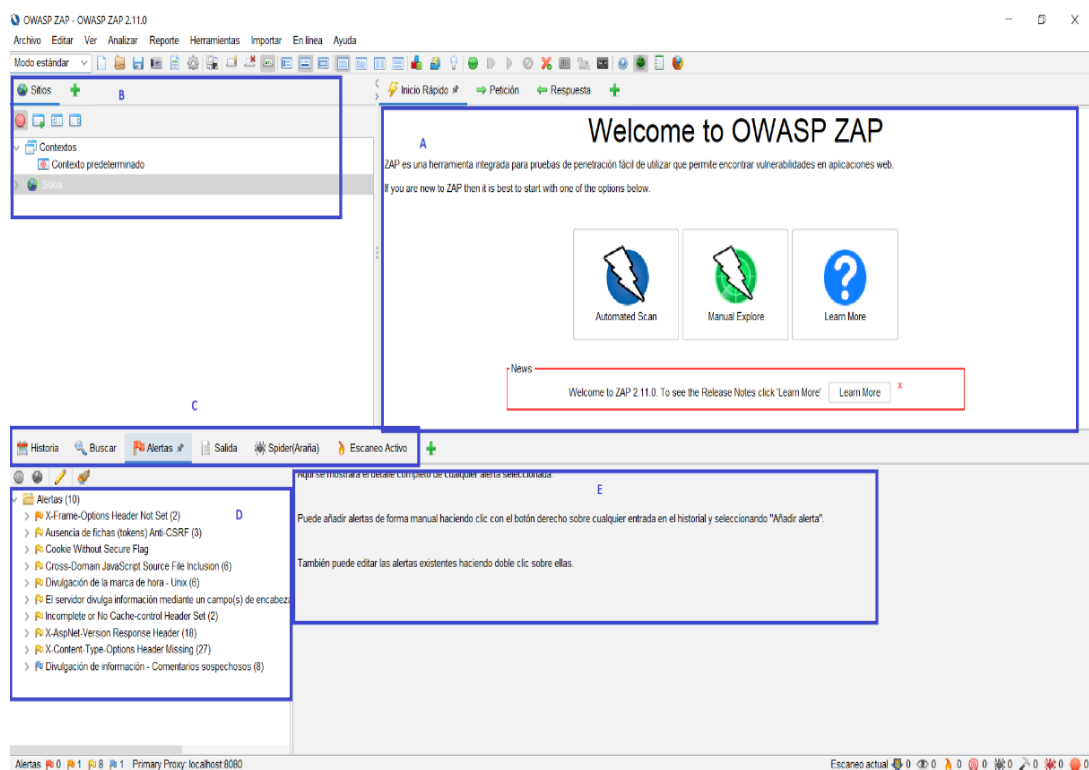 OWASP ZAP - OWASP ZAP 2.11.0
Archivo Editar Ver Analizar Reporte Herramientas Importar En línea Ayuda
Modo estándar
Sitios
B
Inicio Rápido
Petición
Respuesta
Contextos
Contexto predeterminado
Sitios
A
Welcome to OWASP ZAP
ZAP es una herramienta integrada para pruebas de penetración fácil de utilizar que permite encontrar vulnerabilidades en aplicaciones web.
If you are new to ZAP then it is best to start with one of the options below.
Automated Scan
Manual Explore
Learn More
News
Welcome to ZAP 2.11.0. To see the Release Notes click 'Learn More'
Learn More
X
C
Historia
Buscar
Alertas
Salida
Spider(Araña)
Escaneo Activo
D
Alertas (10)
X-Frame-Options Header Not Set (2)
Ausencia de fichas (tokens) Anti-CSRF (3)
Cookie Without Secure Flag
Cross-Domain JavaScript Source File Inclusion (6)
Divulgación de la marca de hora - Unix (6)
El servidor divulga información mediante un campo(s) de encabeza
Incomplete or No Cache-control Header Set (2)
X-AspNet-Version Response Header (18)
X-Content-Type-Options Header Missing (27)
Divulgación de información - Comentarios sospechosos (8)
Aquí se mostrará el detalle completo de cualquier alerta seleccionada.
E
Puede añadir alertas de forma manual haciendo clic con el botón derecho sobre cualquier entrada en el historial y seleccionando "Añadir alerta".
También puede editar las alertas existentes haciendo doble clic sobre ellas.
Alertas 0 1 8 1 Primary Proxy: localhost:8080
Escaneo actual 0 0 0 0 0 0 0 0